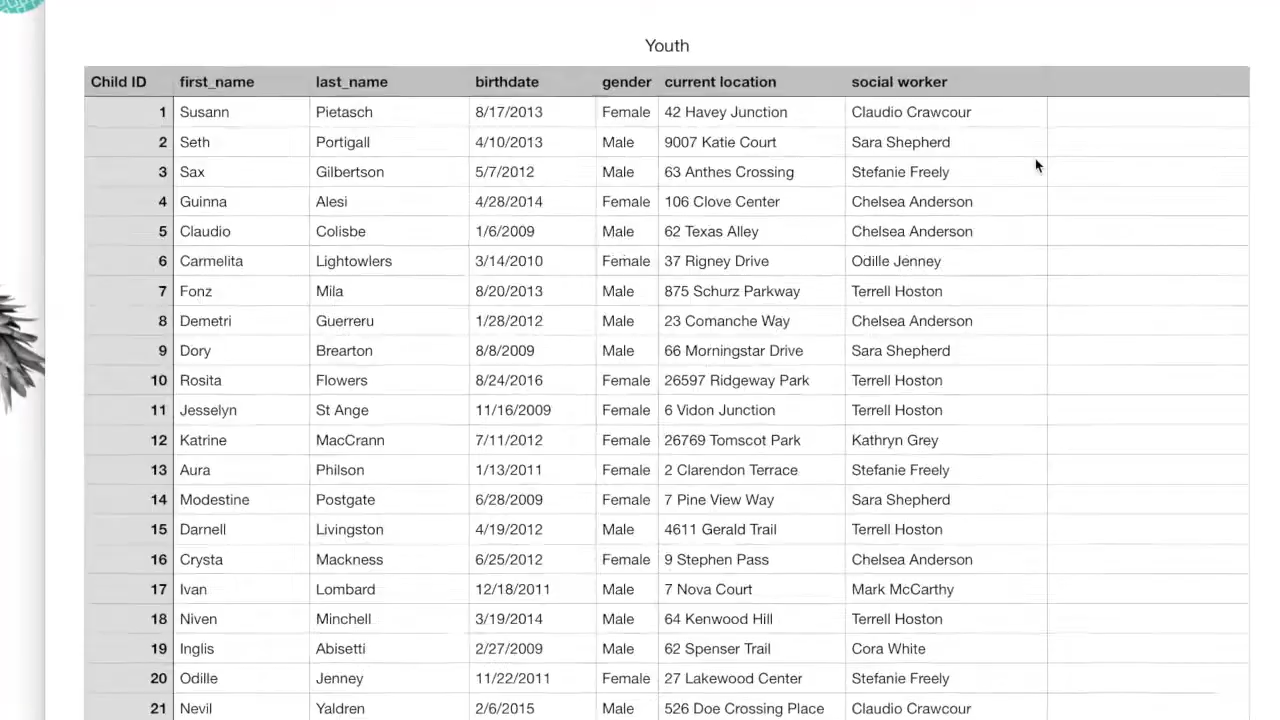 Youth
Child ID first_name last_name birthdate gender current location social worker
1 Susann Pietasch 8/17/2013 Female 42 Havey Junction Claudio Crawcour
2 Seth Portigall 4/10/2013 Male 9007 Katie Court Sara Shepherd
3 Sax Gilbertson 5/7/2012 Male 63 Anthes Crossing Stefanie Freely
4 Guinna Alesi 4/28/2014 Female 106 Clove Center Chelsea Anderson
5 Claudio Colisbe 1/6/2009 Male 62 Texas Alley Chelsea Anderson
6 Carmelita Lightowlers 3/14/2010 Female 37 Rigney Drive Odille Jenney
7 Fonz Mila 8/20/2013 Male 875 Schurz Parkway Terrell Hoston
8 Demetri Guerreru 1/28/2012 Male 23 Comanche Way Chelsea Anderson
9 Dory Brearton 8/8/2009 Male 66 Morningstar Drive Sara Shepherd
10 Rosita Flowers 8/24/2016 Female 26597 Ridgeway Park Terrell Hoston
11 Jesselyn St Ange 11/16/2009 Female 6 Vidon Junction Terrell Hoston
12 Katrine MacCrann 7/11/2012 Female 26769 Tomscot Park Kathryn Grey
13 Aura Philson 1/13/2011 Female 2 Clarendon Terrace Stefanie Freely
14 Modestine Postgate 6/28/2009 Female 7 Pine View Way Sara Shepherd
15 Darnell Livingston 4/19/2012 Male 4611 Gerald Trail Terrell Hoston
16 Crysta Mackness 6/25/2012 Female 9 Stephen Pass Chelsea Anderson
17 Ivan Lombard 12/18/2011 Male 7 Nova Court Mark McCarthy
18 Niven Minchell 3/19/2014 Male 64 Kenwood Hill Terrell Hoston
19 Inglis Abisetti 2/27/2009 Male 62 Spenser Trail Cora White
20 Odille Jenney 11/22/2011 Female 27 Lakewood Center Stefanie Freely
21 Nevil Yaldren 2/6/2015 Male 526 Doe Crossing Place Claudio Crawcour